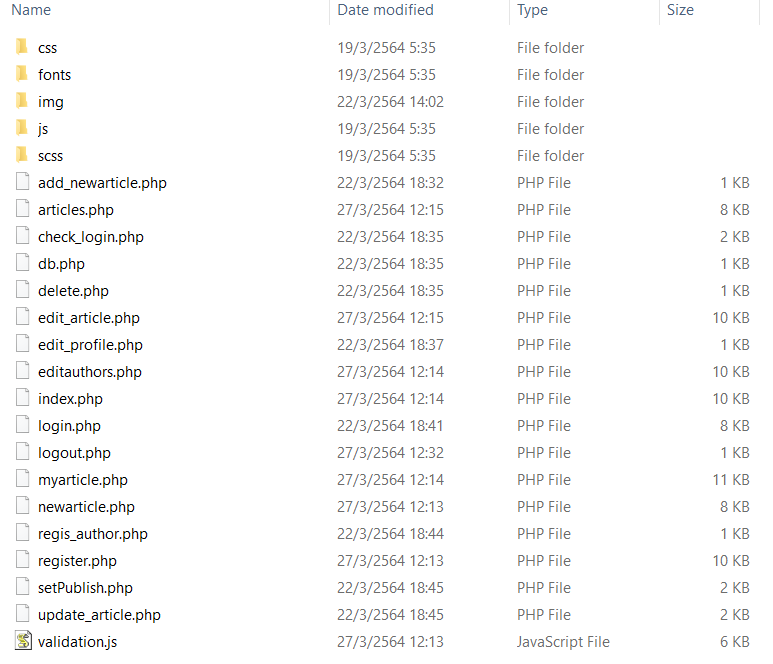 Name Date modified Type Size
css 19/3/2564 5:35 File folder
fonts 19/3/2564 5:35 File folder
img 22/3/2564 14:02 File folder
js 19/3/2564 5:35 File folder
scss 19/3/2564 5:35 File folder
add_newarticle.php 22/3/2564 18:32 PHP File 1 KB
articles.php 27/3/2564 12:15 PHP File 8 KB
check_login.php 22/3/2564 18:35 PHP File 2 KB
db.php 22/3/2564 18:35 PHP File 1 KB
delete.php 22/3/2564 18:35 PHP File 1 KB
edit_article.php 27/3/2564 12:15 PHP File 10 KB
edit_profile.php 22/3/2564 18:37 PHP File 1 KB
editauthors.php 27/3/2564 12:14 PHP File 10 KB
index.php 27/3/2564 12:14 PHP File 10 KB
login.php 22/3/2564 18:41 PHP File 8 KB
logout.php 27/3/2564 12:32 PHP File 1 KB
myarticle.php 27/3/2564 12:14 PHP File 11 KB
newarticle.php 27/3/2564 12:13 PHP File 8 KB
regis_author.php 22/3/2564 18:44 PHP File 1 KB
register.php 27/3/2564 12:13 PHP File 10 KB
setPublish.php 22/3/2564 18:45 PHP File 2 KB
update_article.php 22/3/2564 18:45 PHP File 2 KB
validation.js 27/3/2564 12:13 JavaScript File 6 KB